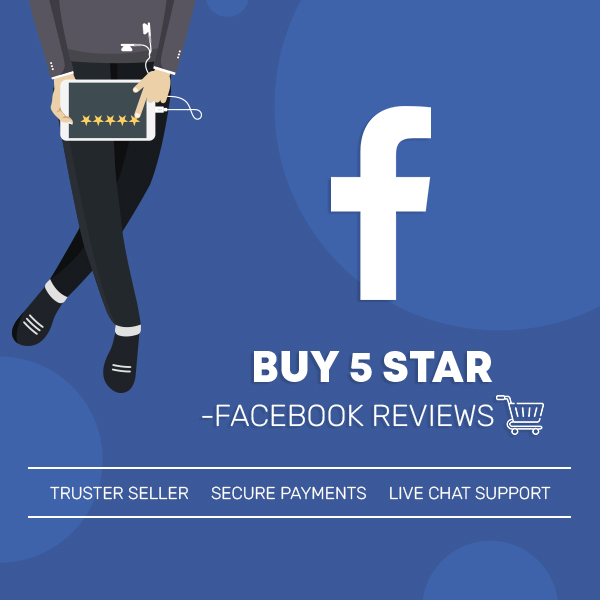 BUY 5 STAR
-FACEBOOK REVIEWS
TRUSTER SELLER SECURE PAYMENTS LIVE CHAT SUPPORT